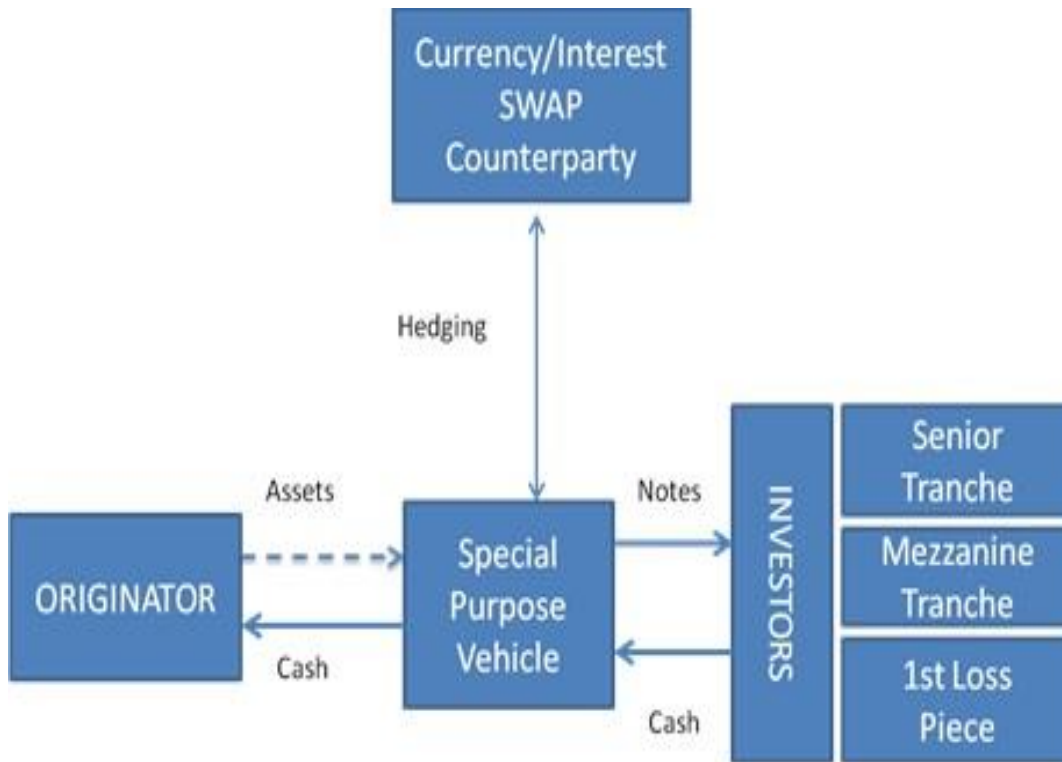 Currency/Interest
SWAP
Counterparty
Hedging
Assets
Notes
ORIGINATOR
Special
Purpose
Vehicle
Cash
Cash
INVESTORS
Senior
Tranche
Mezzanine
Tranche
1st Loss
Piece